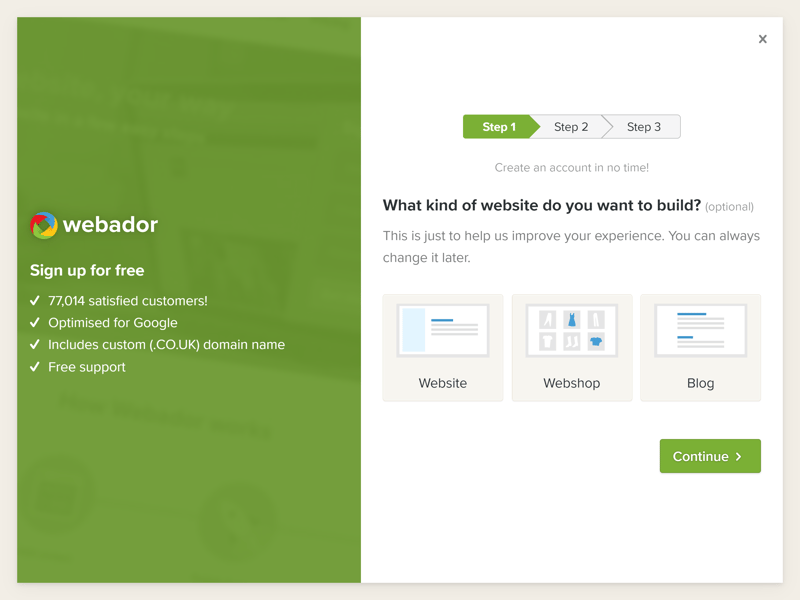 webador
Sign up for free
77,014 satisfied customers!
Optimised for Google
Includes custom (.CO.UK) domain name
Free support
×
Step 1
Step 2
Step 3
Create an account in no time!
What kind of website do you want to build? (optional)
This is just to help us improve your experience. You can always
change it later.
Website
Webshop
Blog
Continue